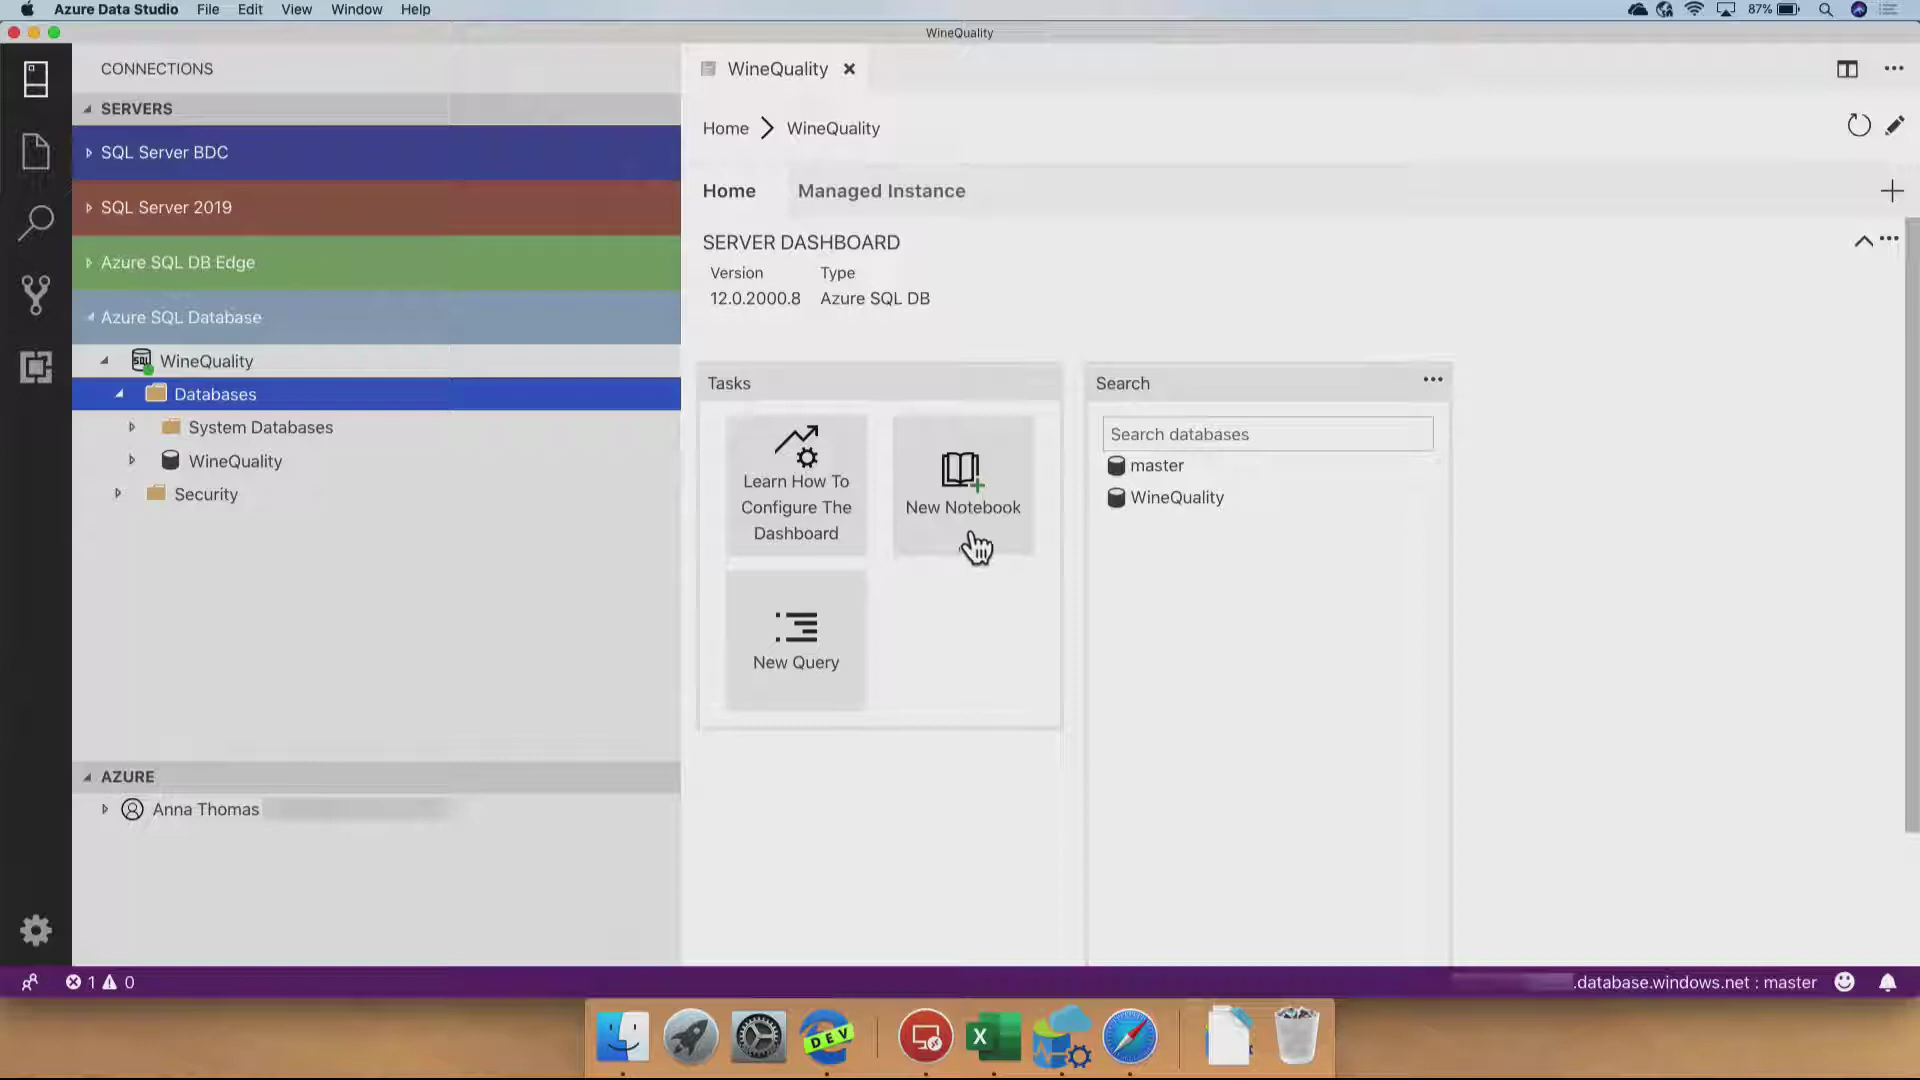 Azure Data Studio File Edit View Window Help
87%
WineQuality
CONNECTIONS
SERVERS
SQL Server BDC
SQL Server 2019
Azure SQL DB Edge
Azure SQL Database
SQL
WineQuality
Databases
System Databases
WineQuality
Security
AZURE
Anna Thomas
WineQuality
Home WineQuality
Home Managed Instance
SERVER DASHBOARD
Version Type
12.0.2000.8 Azure SQL DB
Tasks
Learn How To
Configure The
Dashboard
New Notebook
New Query
Search
Search databases
master
WineQuality
1 0
.database.windows.net : master
DEV
X